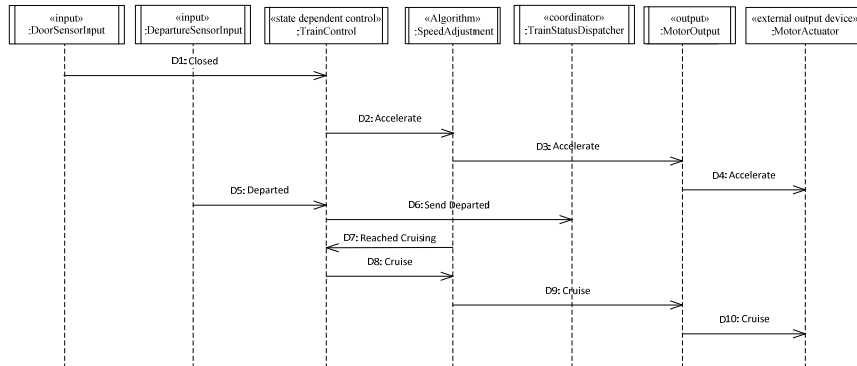 «input»
:DoorSensorInput
«input»
:DepartureSensorInput
«state dependent control»
:TrainControl
«Algorithm»
:SpeedAdjustment
«coordinator»
:TrainStatusDispatcher
«output»
:MotorOutput
«external output device»
:MotorActuator
D1: Closed
D2: Accelerate
D3: Accelerate
D4: Accelerate
D5: Departed
D6: Send Departed
D7: Reached Cruising
D8: Cruise
D9: Cruise
D10: Cruise